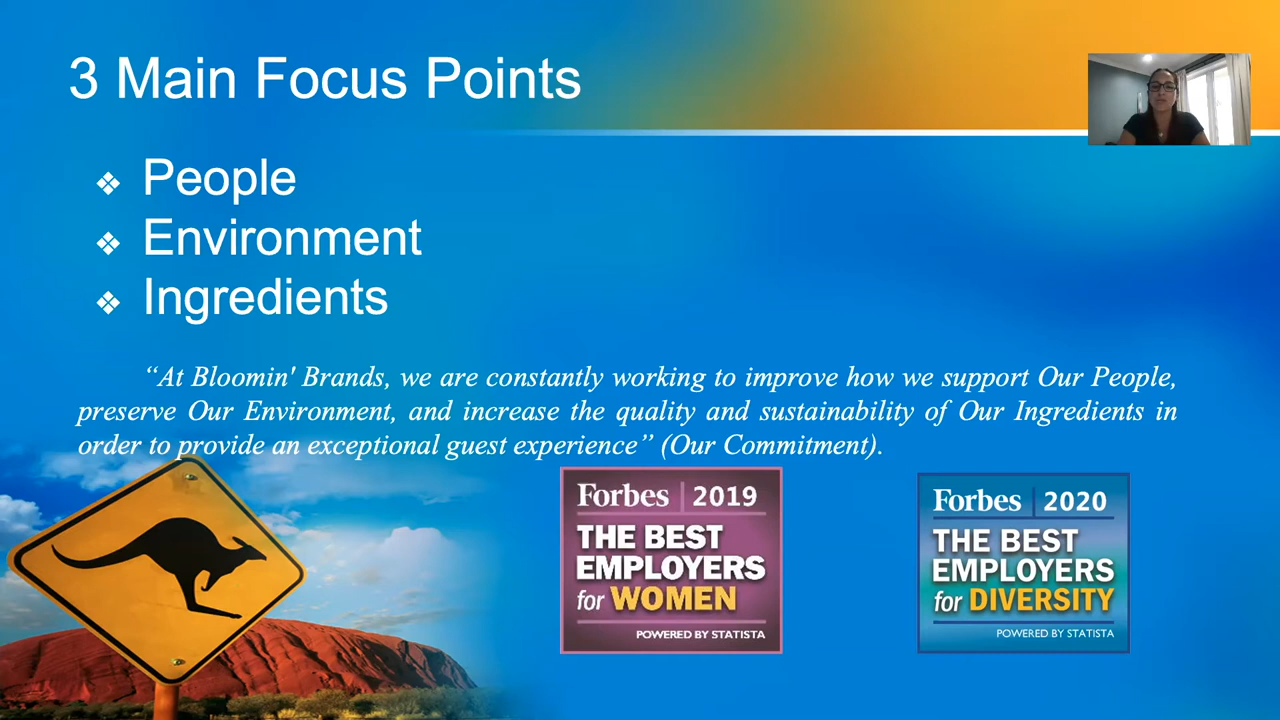 3 Main Focus Points
❖ People
❖ Environment
❖ Ingredients
“At Bloomin' Brands, we are constantly working to improve how we support Our People,
preserve Our Environment, and increase the quality and sustainability of Our Ingredients in
order to provide an exceptional guest experience” (Our Commitment).
Forbes | 2019
THE BEST
EMPLOYERS
for WOMEN
POWERED BY STATISTA
Forbes | 2020
THE BEST
EMPLOYERS
for DIVERSITY
POWERED BY STATISTA